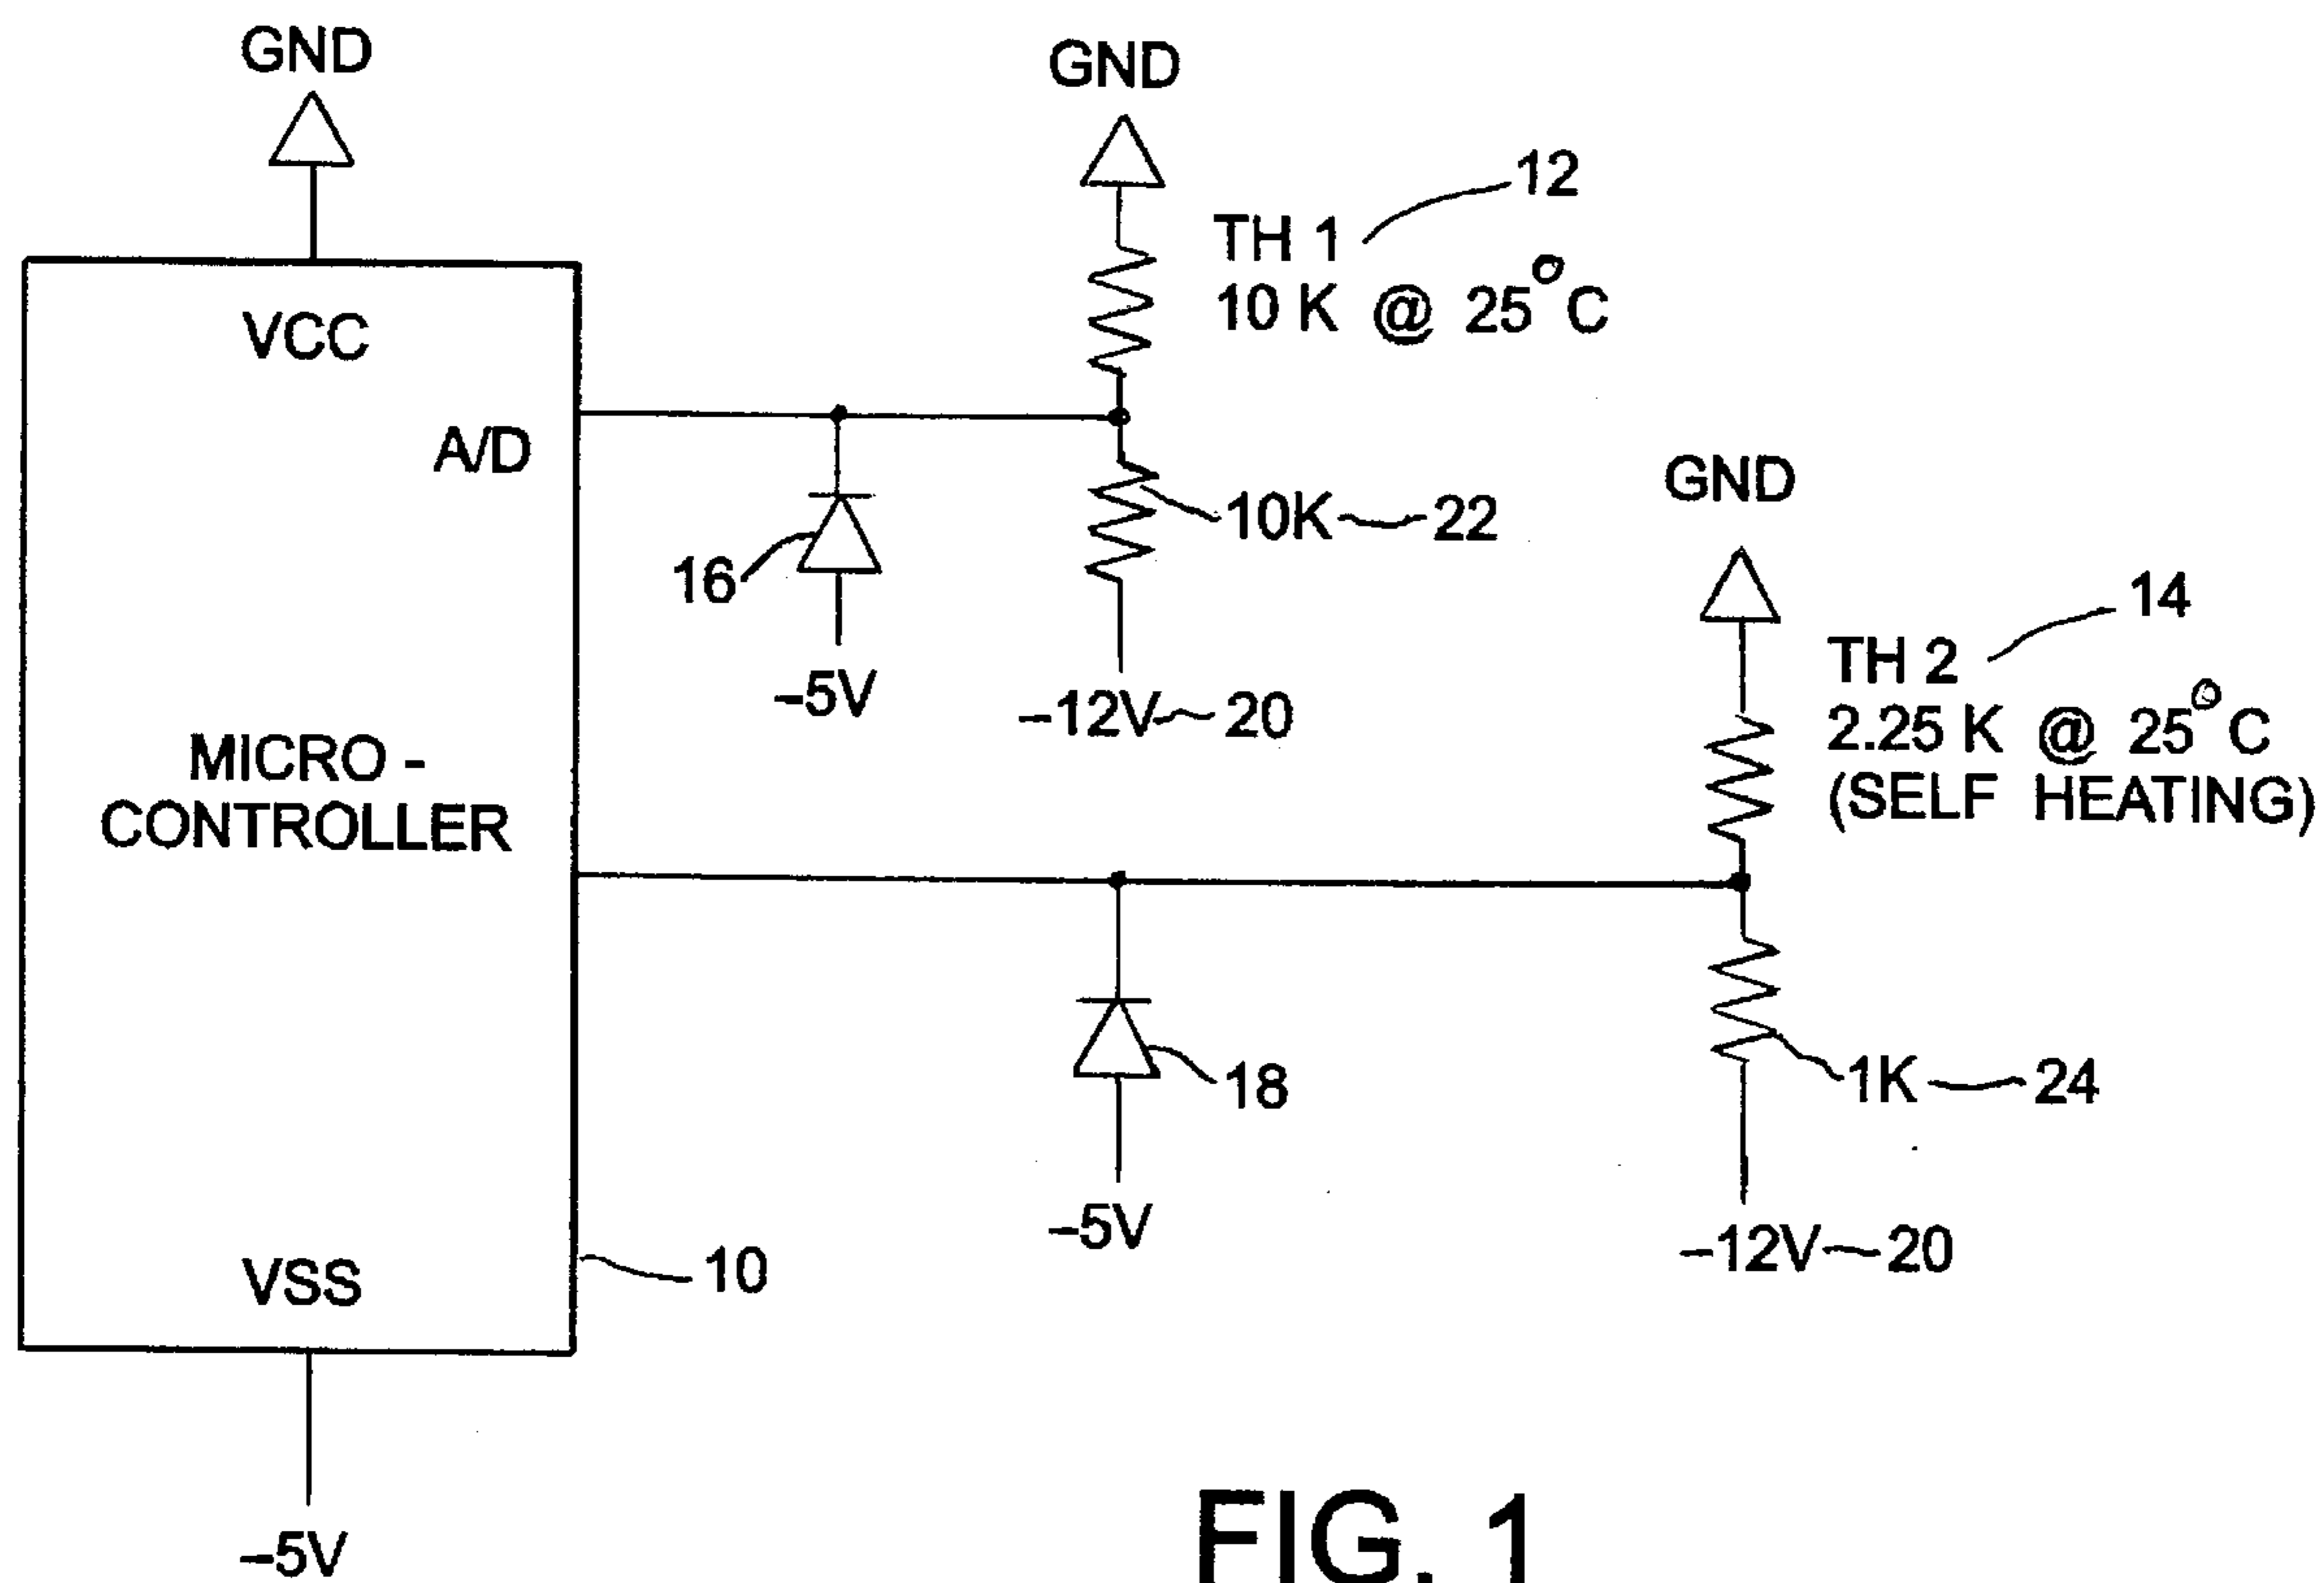 GND
VCC
A/D
MICRO -
CONTROLLER
VSS
10
–5V
GND
12
TH 1
10 K @ 25°C
10K
22
16
–5V
–12V
20
GND
14
TH 2
2.25 K @ 25°C
(SELF HEATING)
18
–5V
1K
24
–12V
20
FIG. 1